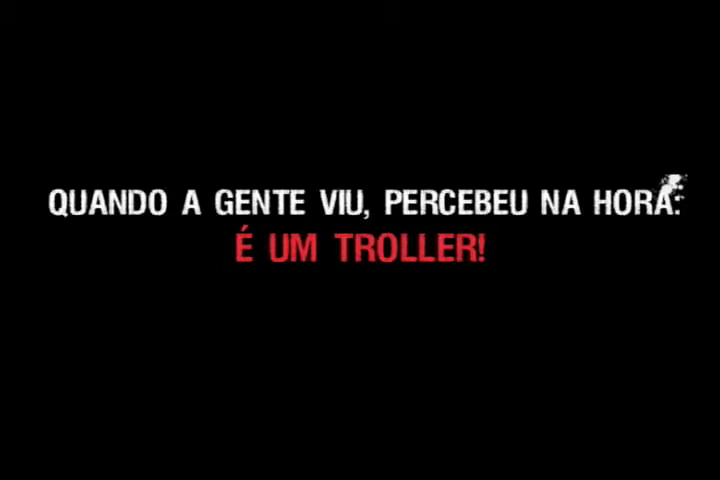 QUANDO A GENTE VIU, PERCEBEU NA HORA:
É UM TROLLER!